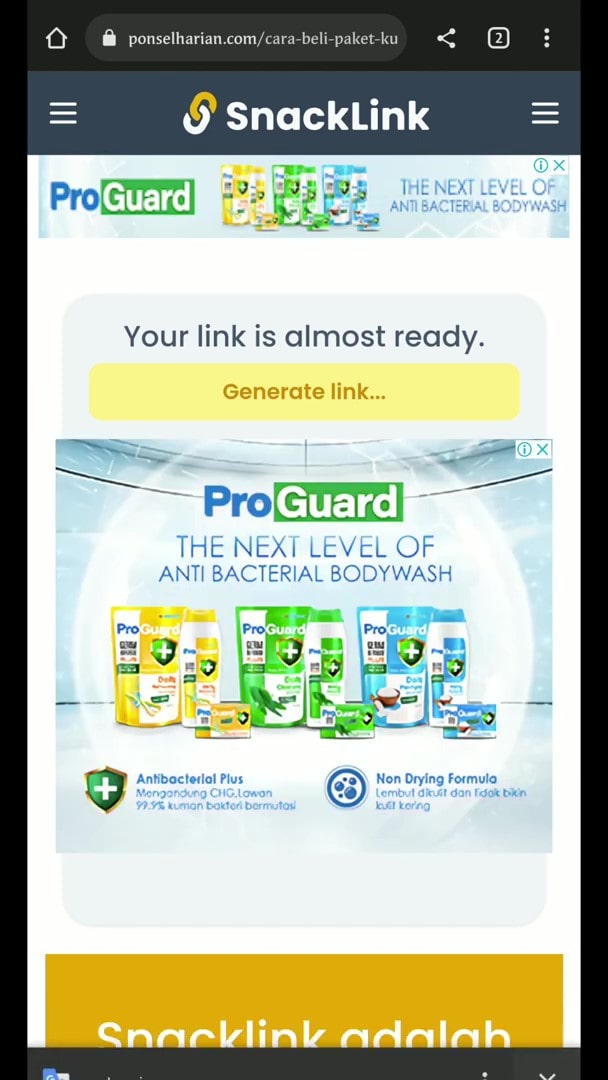 ponselharian.com/cara-beli-paket-ku
2
SnackLink
ProGuard
THE NEXT LEVEL OF
ANTI BACTERIAL BODYWASH
Your link is almost ready.
Generate link...
ProGuard
THE NEXT LEVEL OF
ANTI BACTERIAL BODYWASH
ProGuard ProGuard ProGuard
Antibacterial Plus
Mengandung CHG,Lawan
99.9% kuman bakteri bermutasi
Non Drying Formula
Lembut dikulit dan tidak bikin
kulit kering
Snacklink adalah